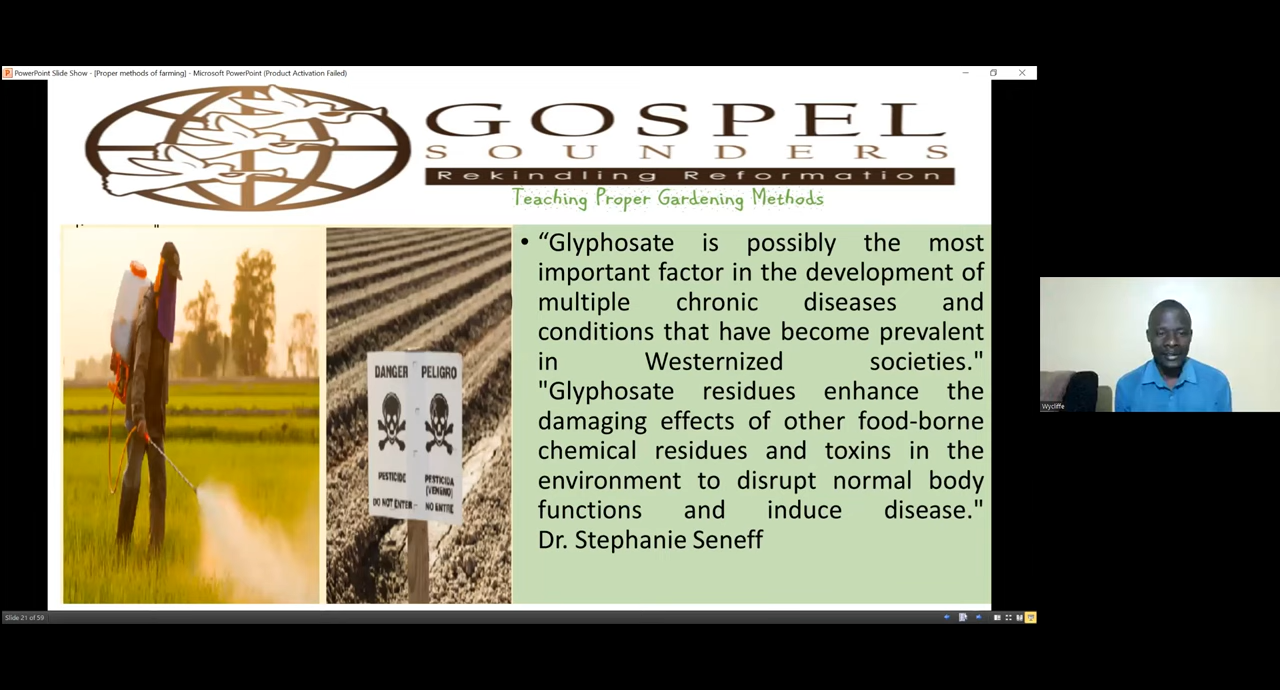 PowerPoint Slide Show - [Proper methods of farming] - Microsoft PowerPoint (Product Activation Failed)
GOSPEL
SOUNDERS
Rekindling Reformation
Teaching Proper Gardening Methods
• “Glyphosate is possibly the most
important factor in the development of
multiple chronic diseases and
conditions that have become prevalent
in Westernized societies."
"Glyphosate residues enhance the
damaging effects of other food-borne
chemical residues and toxins in the
environment to disrupt normal body
functions and induce disease."
Dr. Stephanie Seneff
DANGER PELIGRO
PESTICIDE PESTICIDA
(VENENO)
DO NOT ENTER NO ENTRE
Wycliffe
Slide 21 of 59